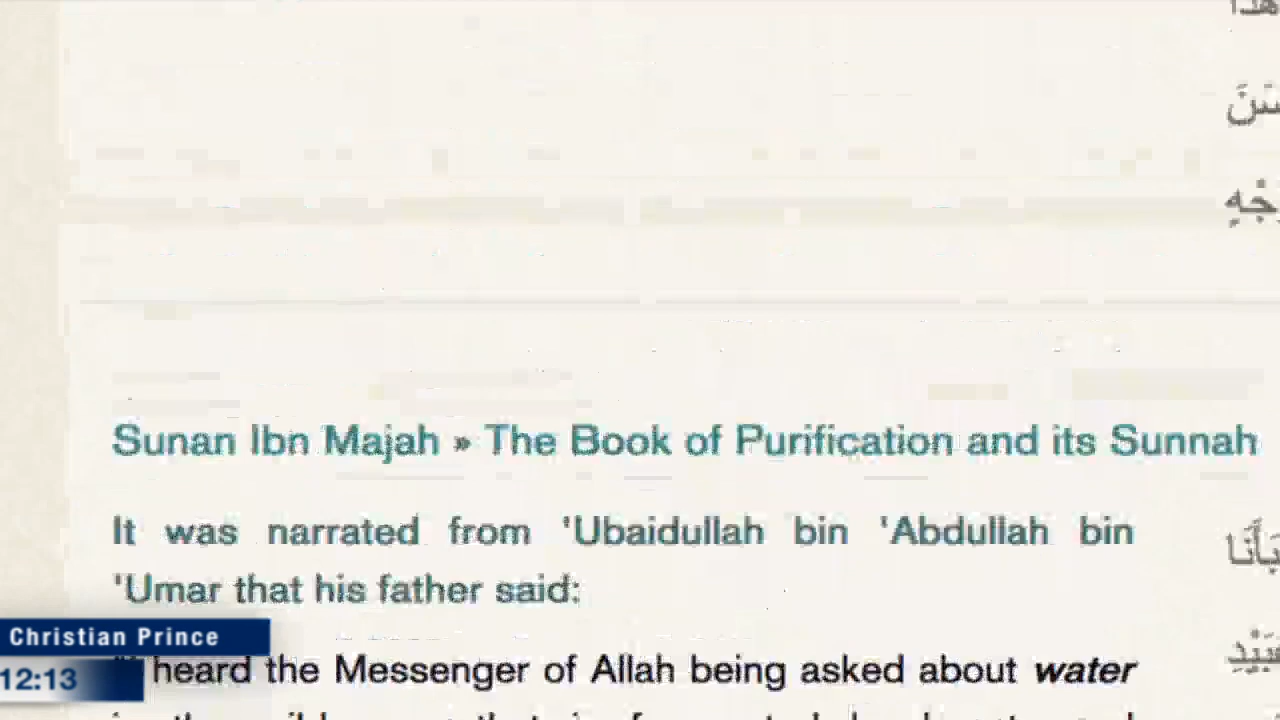 هذا
جْهِ
Sunan Ibn Majah » The Book of Purification and its Sunnah
It was narrated from 'Ubaidullah bin 'Abdullah bin
'Umar that his father said:
Christian Prince
heard the Messenger of Allah being asked about water
12:13